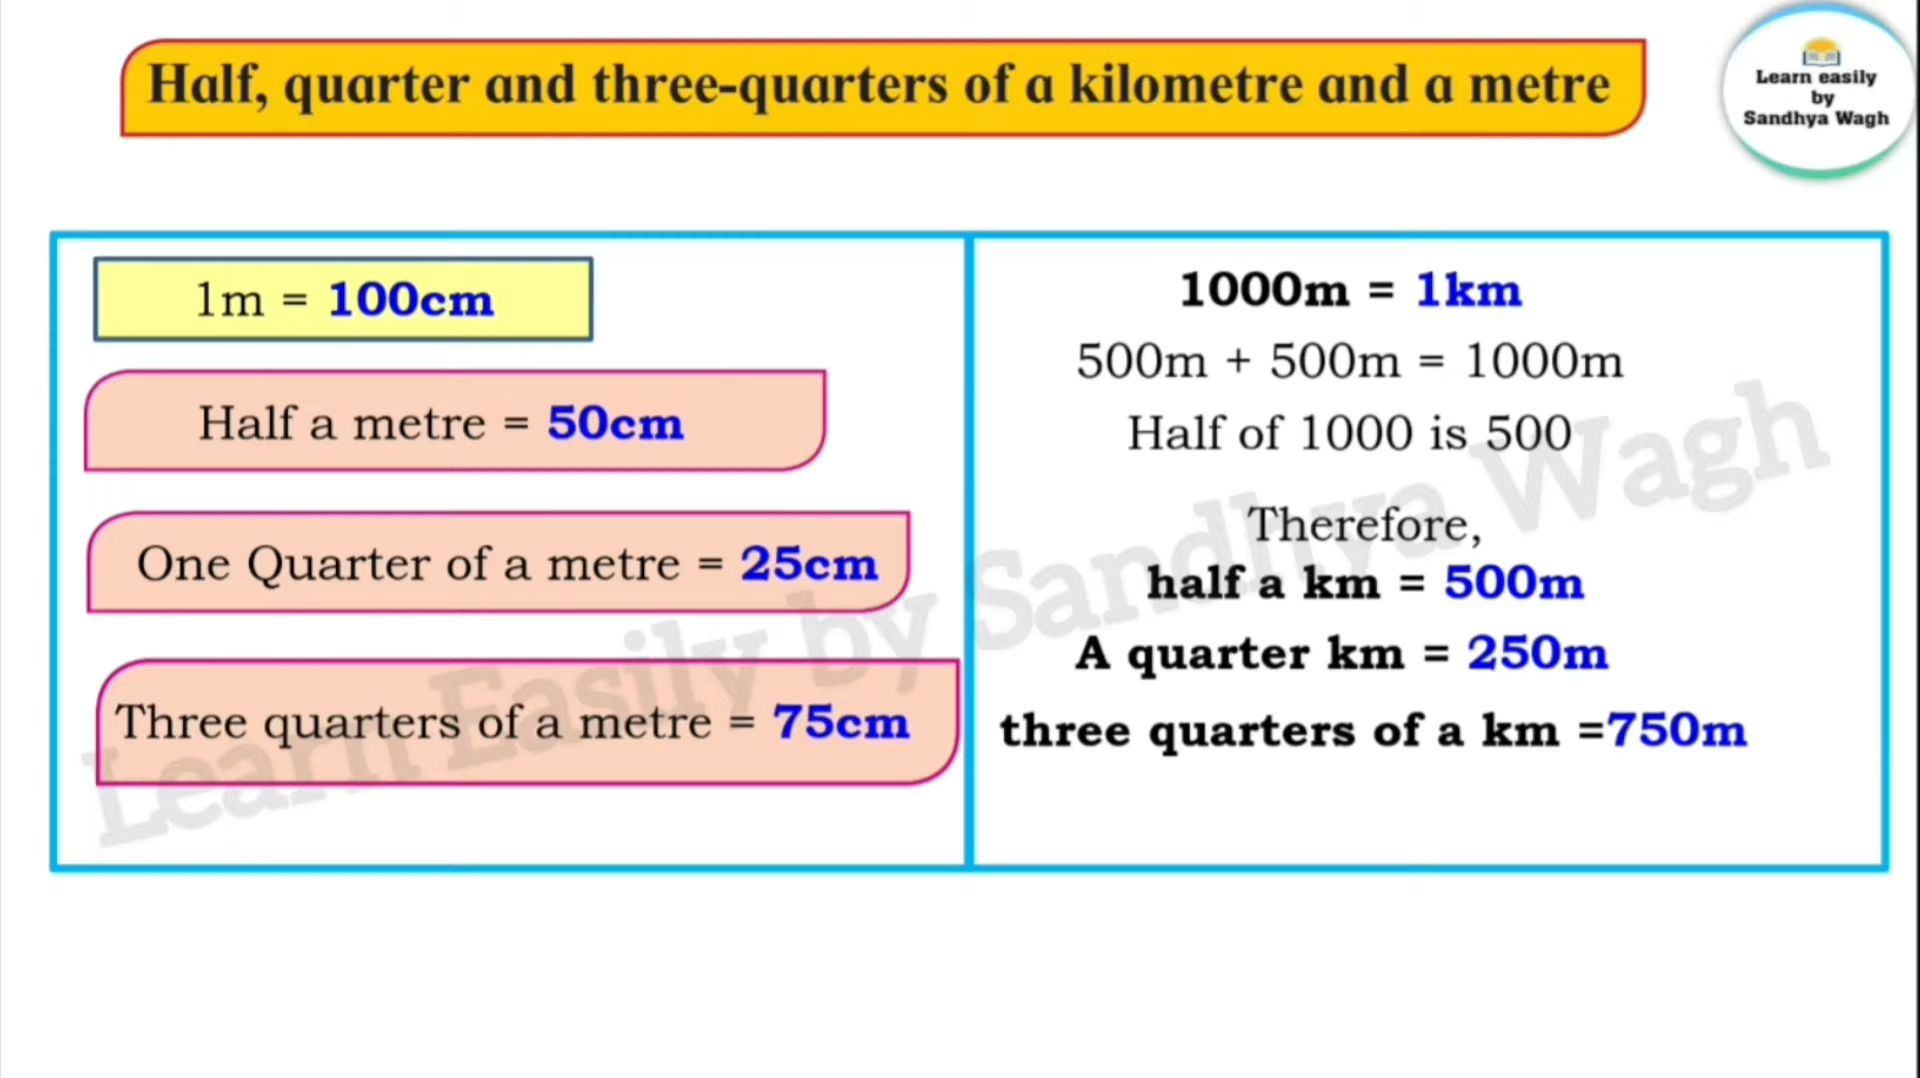 Half, quarter and three-quarters of a kilometre and a metre
Learn easily
by
Sandhya Wagh
1m = 100cm
Half a metre = 50cm
One Quarter of a metre = 25cm
Three quarters of a metre = 75cm
1000m = 1km
500m + 500m = 1000m
Half of 1000 is 500
Therefore,
half a km = 500m
A quarter km = 250m
three quarters of a km =750m
Learn Easily by Sandhya Wagh